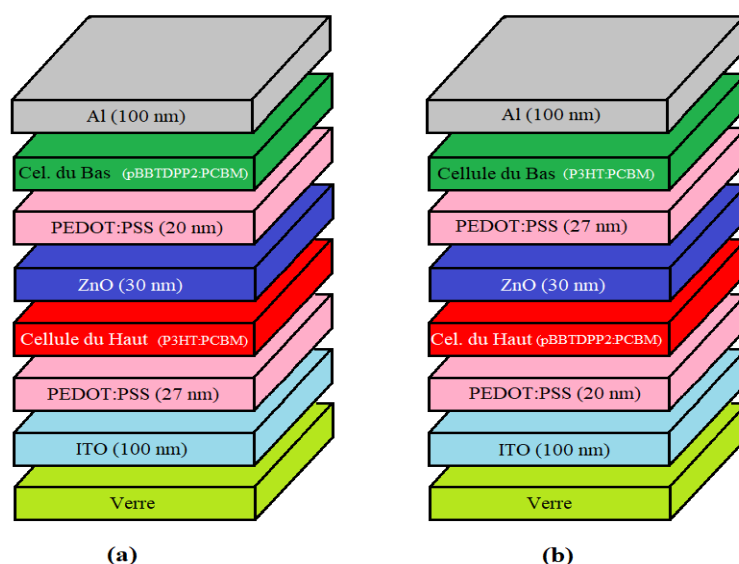 Al (100 nm)
Cel. du Bas (pBBTDPP2:PCBM)
PEDOT:PSS (20 nm)
ZnO (30 nm)
Cellule du Haut (P3HT:PCBM)
PEDOT:PSS (27 nm)
ITO (100 nm)
Verre
(a)
Al (100 nm)
Cellule du Bas (P3HT:PCBM)
PEDOT:PSS (27 nm)
ZnO (30 nm)
Cel. du Haut (pBBTDPP2:PCBM)
PEDOT:PSS (20 nm)
ITO (100 nm)
Verre
(b)